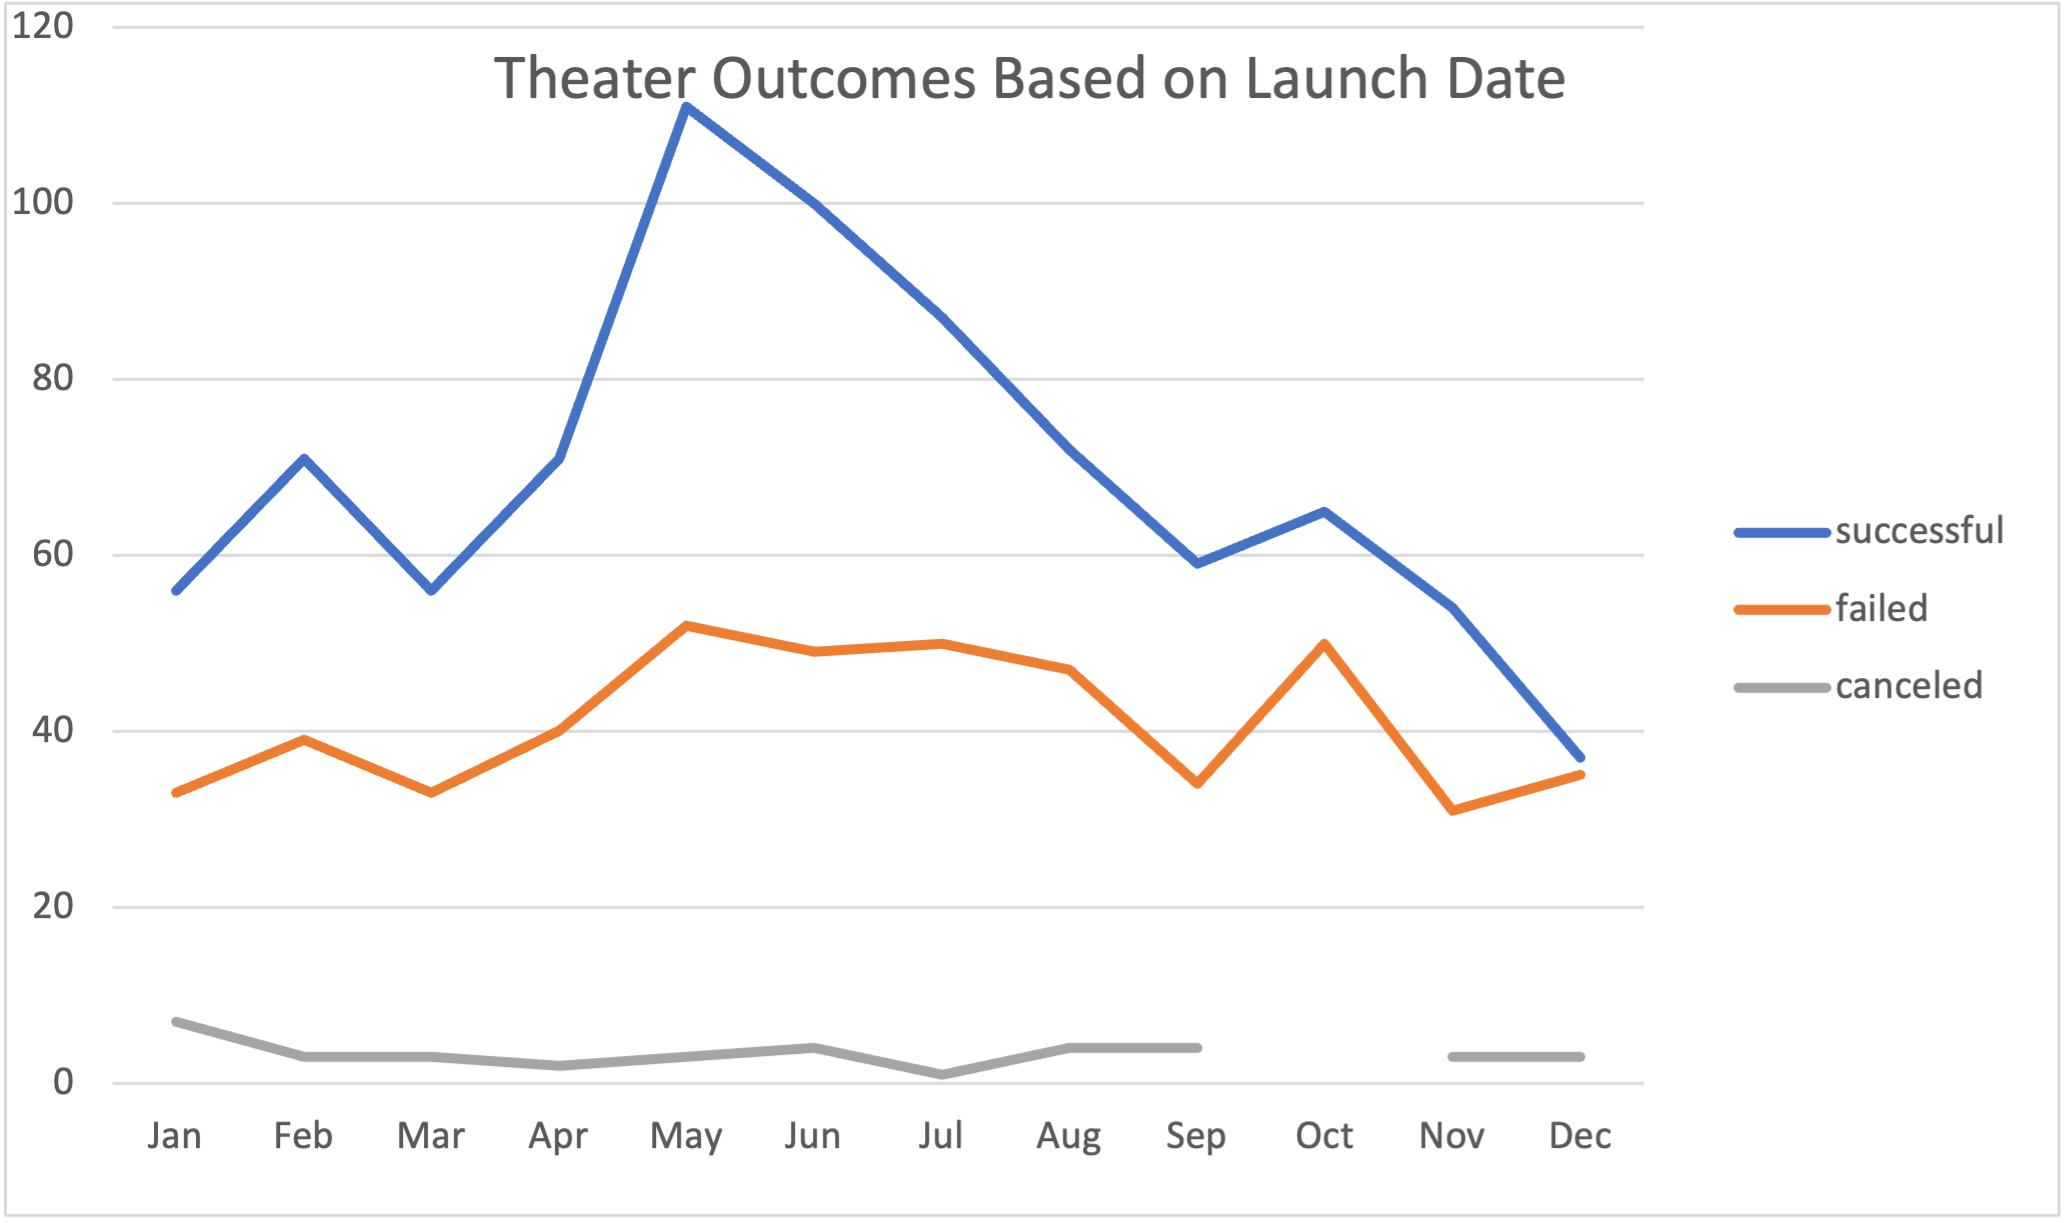 Theater Outcomes Based on Launch Date
120
100
80
60
40
20
0
Jan Feb Mar Apr May Jun Jul Aug Sep Oct Nov Dec
successful
failed
canceled